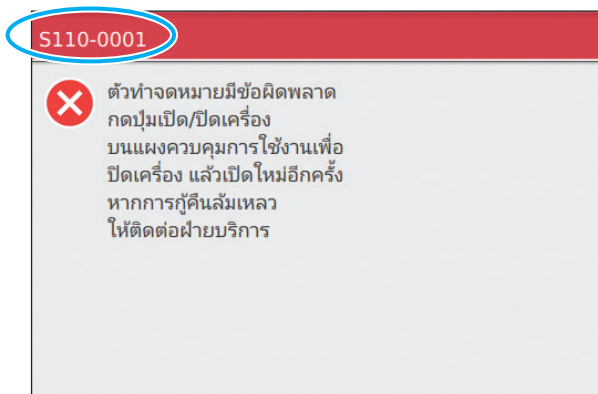 S110-0001
ตัวทำจดหมายมีข้อผิดพลาด
กดปุ่มเปิด/ปิดเครื่อง
บนแผงควบคุมการใช้งานเพื่อ
ปิดเครื่อง แล้วเปิดใหม่อีกครั้ง
หากการกู้คืนล้มเหลว
ให้ติดต่อฝ่ายบริการ